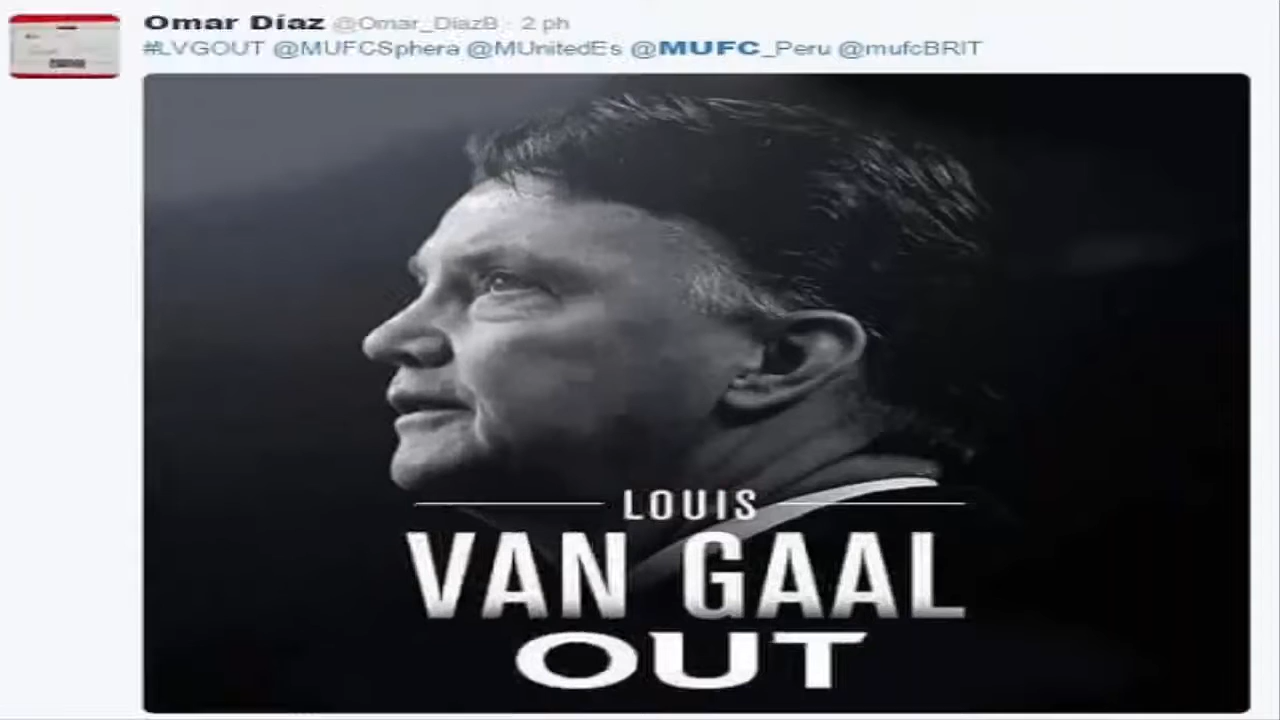 Omar Díaz @Omar_DiazB · 2 ph
#LVGOUT @MUFCSphera @MUnitedEs @MUFC_Peru @mufcBRIT
LOUIS
VAN GAAL
OUT